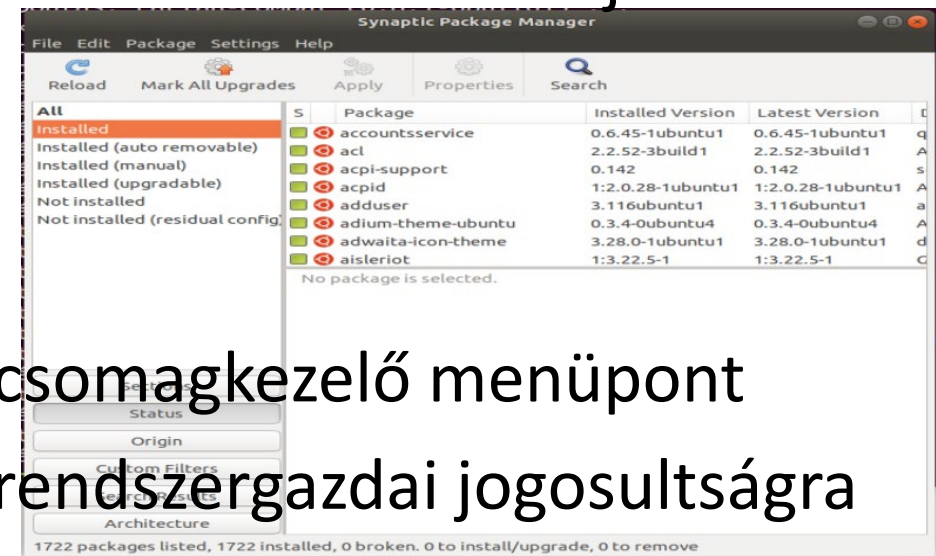 Synaptic Package Manager
File Edit Package Settings Help
Reload Mark All Upgrades Apply Properties Search
All
Installed
Installed (auto removable)
Installed (manual)
Installed (upgradable)
Not installed
Not installed (residual config)
S Package Installed Version Latest Version
accountsservice 0.6.45-1ubuntu1 0.6.45-1ubuntu1
acl 2.2.52-3build1 2.2.52-3build1
acpi-support 0.142 0.142
acpid 1:2.0.28-1ubuntu1 1:2.0.28-1ubuntu1
adduser 3.116ubuntu1 3.116ubuntu1
adium-theme-ubuntu 0.3.4-0ubuntu4 0.3.4-0ubuntu4
adwaita-icon-theme 3.28.0-1ubuntu1 3.28.0-1ubuntu1
aisleriot 1:3.22.5-1 1:3.22.5-1
No package is selected.
csomagkezelő menüpont
Sections
Status
Origin
Custom Filters
rendszergazdai jogosultságra
Search Results
Architecture
1722 packages listed, 1722 installed, 0 broken. 0 to install/upgrade, 0 to remove